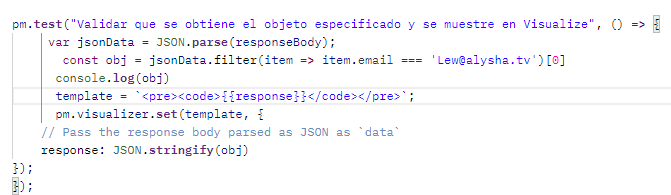 pm.test("Validar que se obtiene el objeto especificado y se muestre en Visualize", () => {
var jsonData = JSON.parse(responseBody);
const obj = jsonData.filter(item => item.email === 'Lew@alysha.tv')[0]
console.log(obj)
template = `<pre><code>{{response}}</code></pre>`;
pm.visualizer.set(template, {
// Pass the response body parsed as JSON as `data`
response: JSON.stringify(obj)
});
});